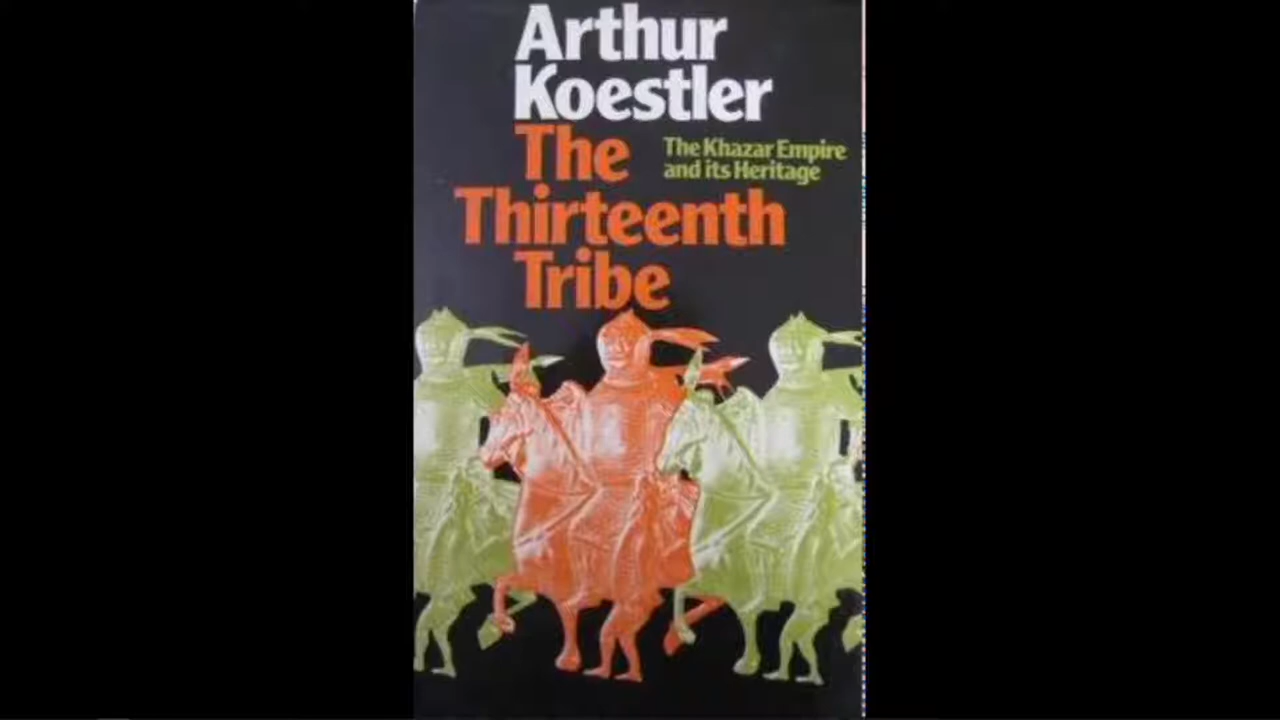 Arthur
Koestler
The
Thirteenth
Tribe
The Khazar Empire
and its Heritage